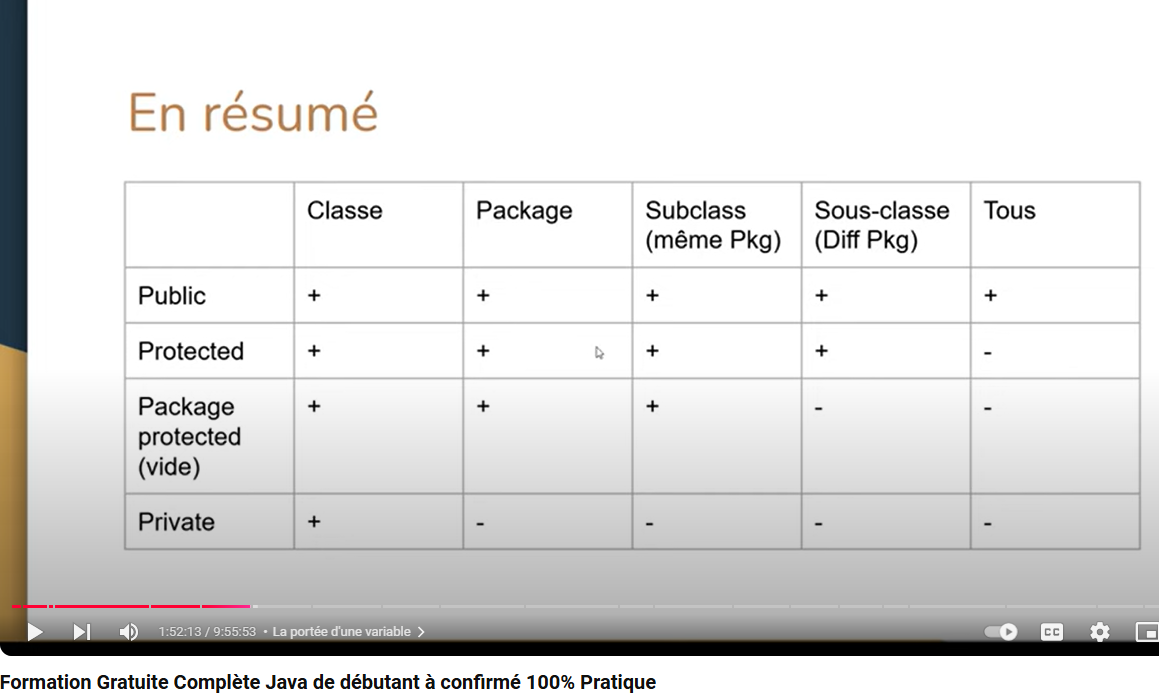 En résumé
Classe Package Subclass (même Pkg) Sous-classe (Diff Pkg) Tous
Public + + + + +
Protected + + + + -
Package protected (vide) + + + - -
Private + - - - -
1:52:13 / 9:55:53 • La portée d'une variable
CC
Formation Gratuite Complète Java de débutant à confirmé 100% Pratique